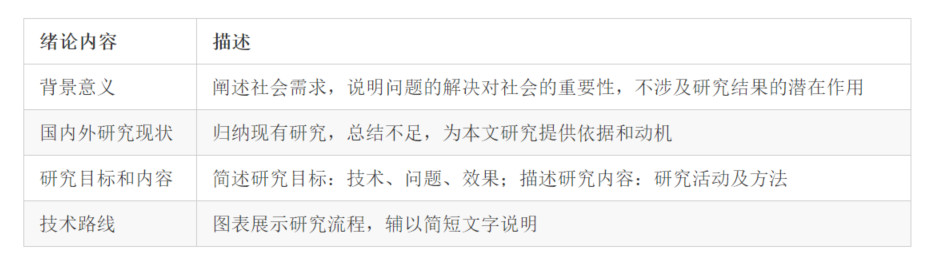 绪论内容 描述
背景意义 阐述社会需求，说明问题的解决对社会的重要性，不涉及研究结果的潜在作用
国内外研究现状 归纳现有研究，总结不足，为本文研究提供依据和动机
研究目标和内容 简述研究目标：技术、问题、效果；描述研究内容：研究活动及方法
技术路线 图表展示研究流程，辅以简短文字说明